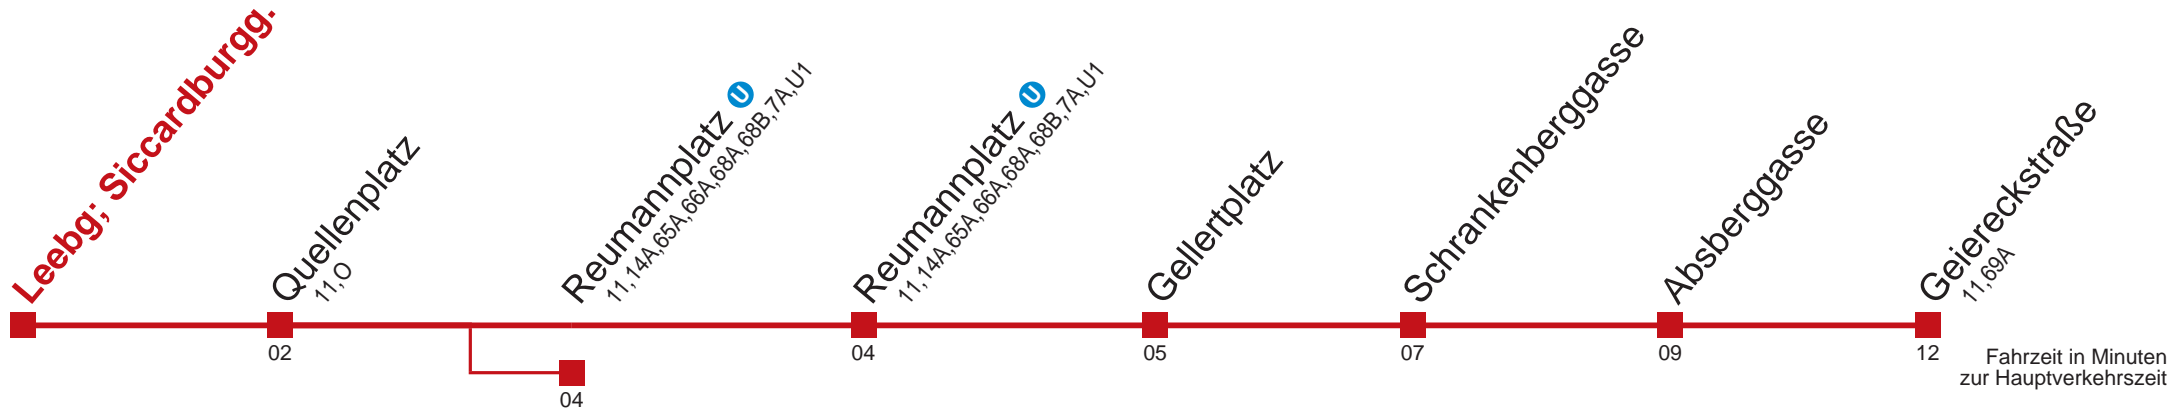 Leebg; Siccardburgg.
Quellenplatz
11,O
Reumannplatz U
11,14A,65A,66A,68A,68B,7A,U1
Reumannplatz U
11,14A,65A,66A,68A,68B,7A,U1
Gellertplatz
Schrankenberggasse
Absberggasse
Geiereckstraße
11,69A
02
04
04
05
07
09
12
Fahrzeit in Minuten
zur Hauptverkehrszeit